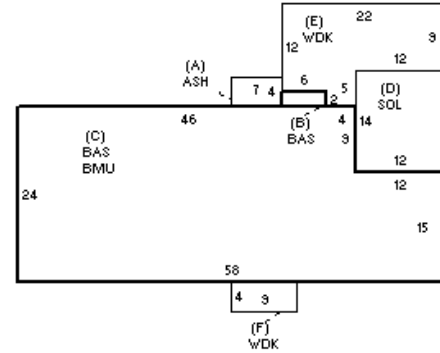 (E) 22
WDK 9
12
12
(A)
ASH 7 4 6 5 (D)
SOL
2
46 (B) 4 14
BAS 9
(C)
BAS
BMU
12
12
24
15
58
4 9
(F)
WDK